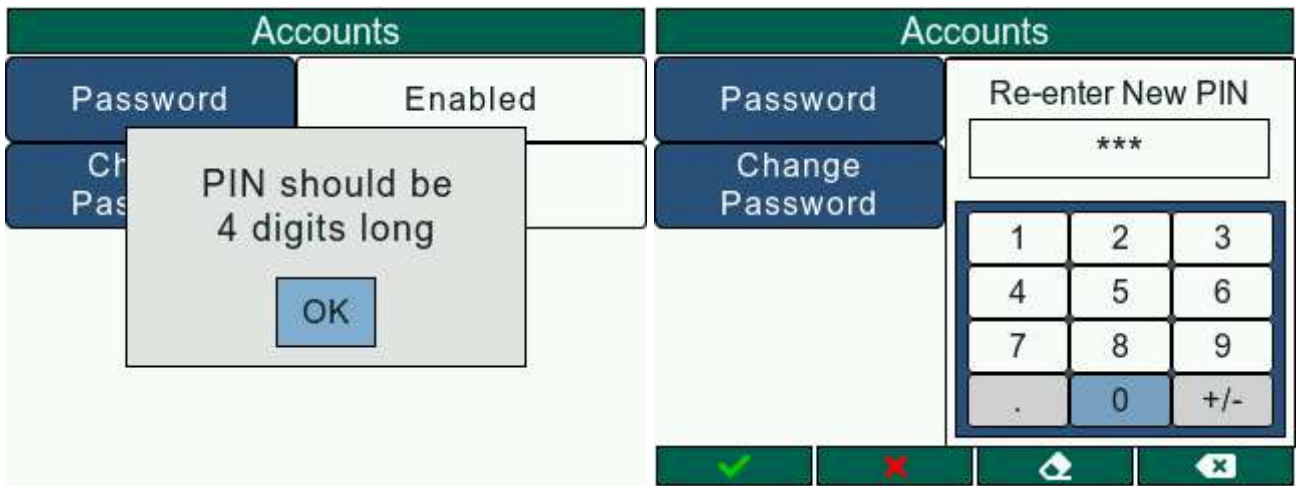 Accounts
Password
Enabled
Ch
Pas
PIN should be
4 digits long
OK
Accounts
Password
Change
Password
Re-enter New PIN
***
1 2 3
4 5 6
7 8 9
. 0 +/-